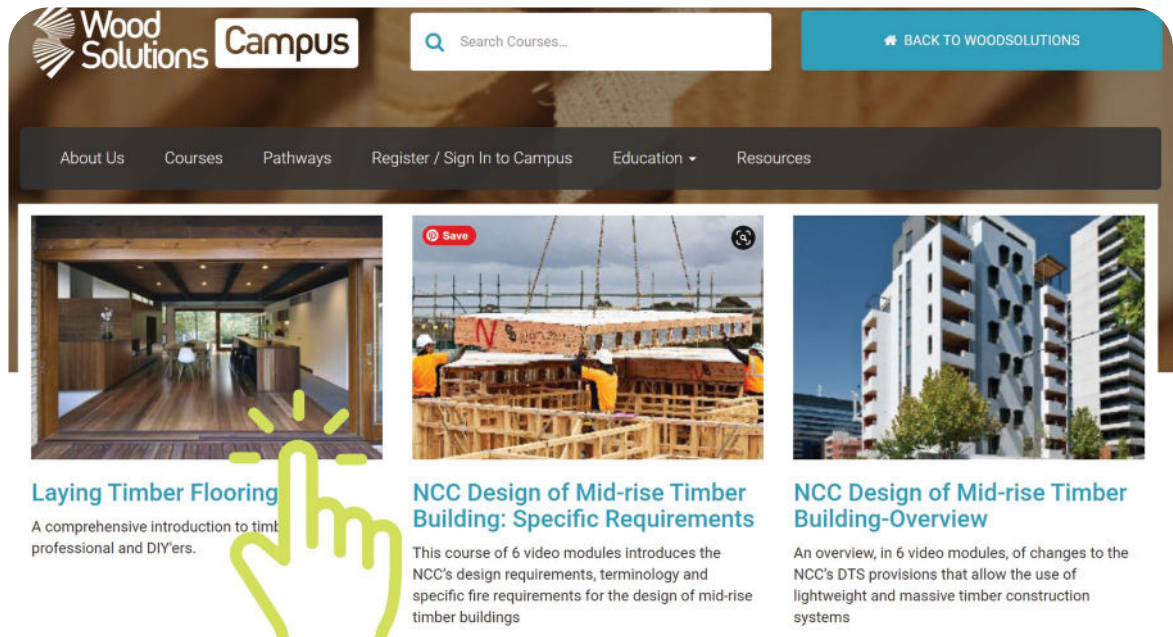 Wood
Solutions
Campus
Search Courses...
BACK TO WOODSOLUTIONS
About Us Courses Pathways Register / Sign In to Campus Education Resources
Save
N
Laying Timber Flooring
A comprehensive introduction to
professional and DIY'ers.
NCC Design of Mid-rise Timber
Building: Specific Requirements
This course of 6 video modules introduces the
NCC's design requirements, terminology and
specific fire requirements for the design of mid-rise
timber buildings
NCC Design of Mid-rise Timber
Building-Overview
An overview, in 6 video modules, of changes to the
NCC's DTS provisions that allow the use of
lightweight and massive timber construction
systems